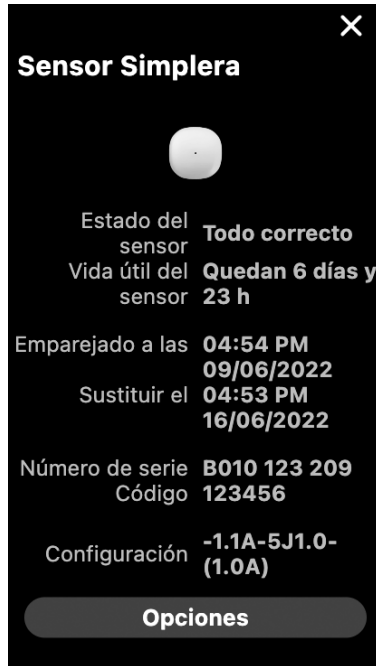 Sensor Simplera
Estado del
sensor
Todo correcto
Vida útil del
sensor
Quedan 6 días y
23 h
Emparejado a las
04:54 PM
09/06/2022
Sustituir el
04:53 PM
16/06/2022
Número de serie
B010 123 209
Código
123456
Configuración
-1.1A-5J1.0-
(1.0A)
Opciones